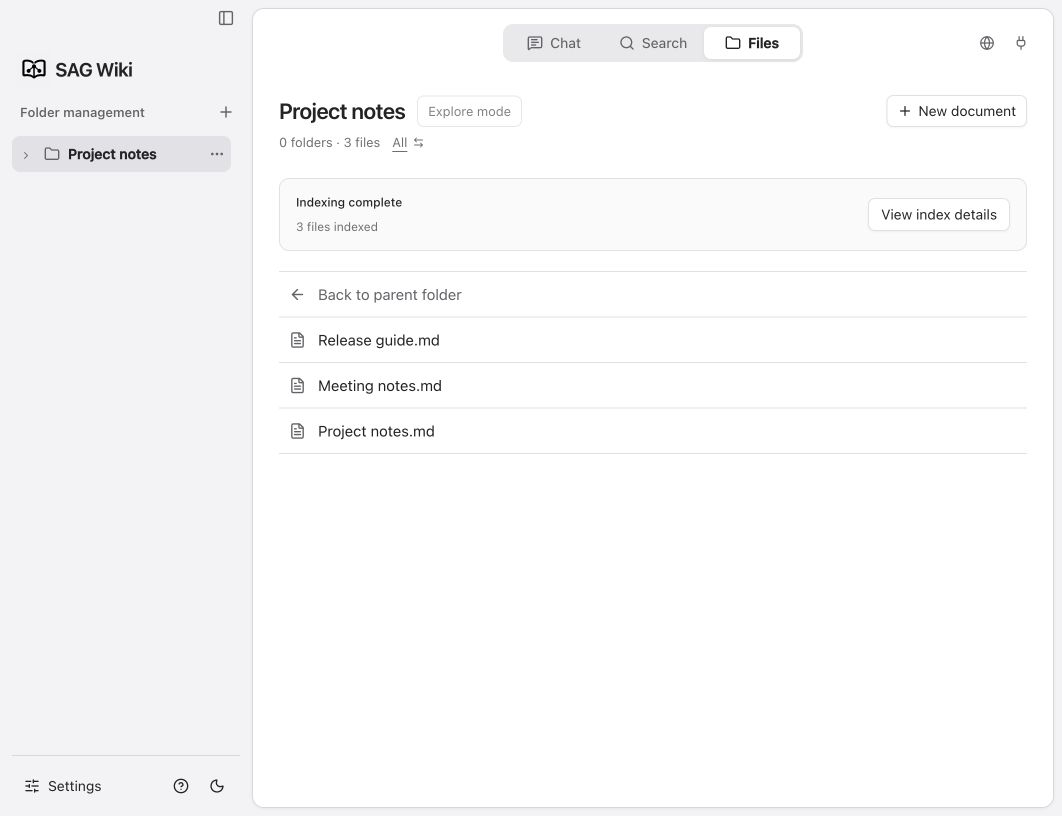 SAG Wiki
Folder management
Project notes
Settings
Chat
Search
Files
Project notes
Explore mode
New document
0 folders · 3 files
All
Indexing complete
3 files indexed
View index details
Back to parent folder
Release guide.md
Meeting notes.md
Project notes.md